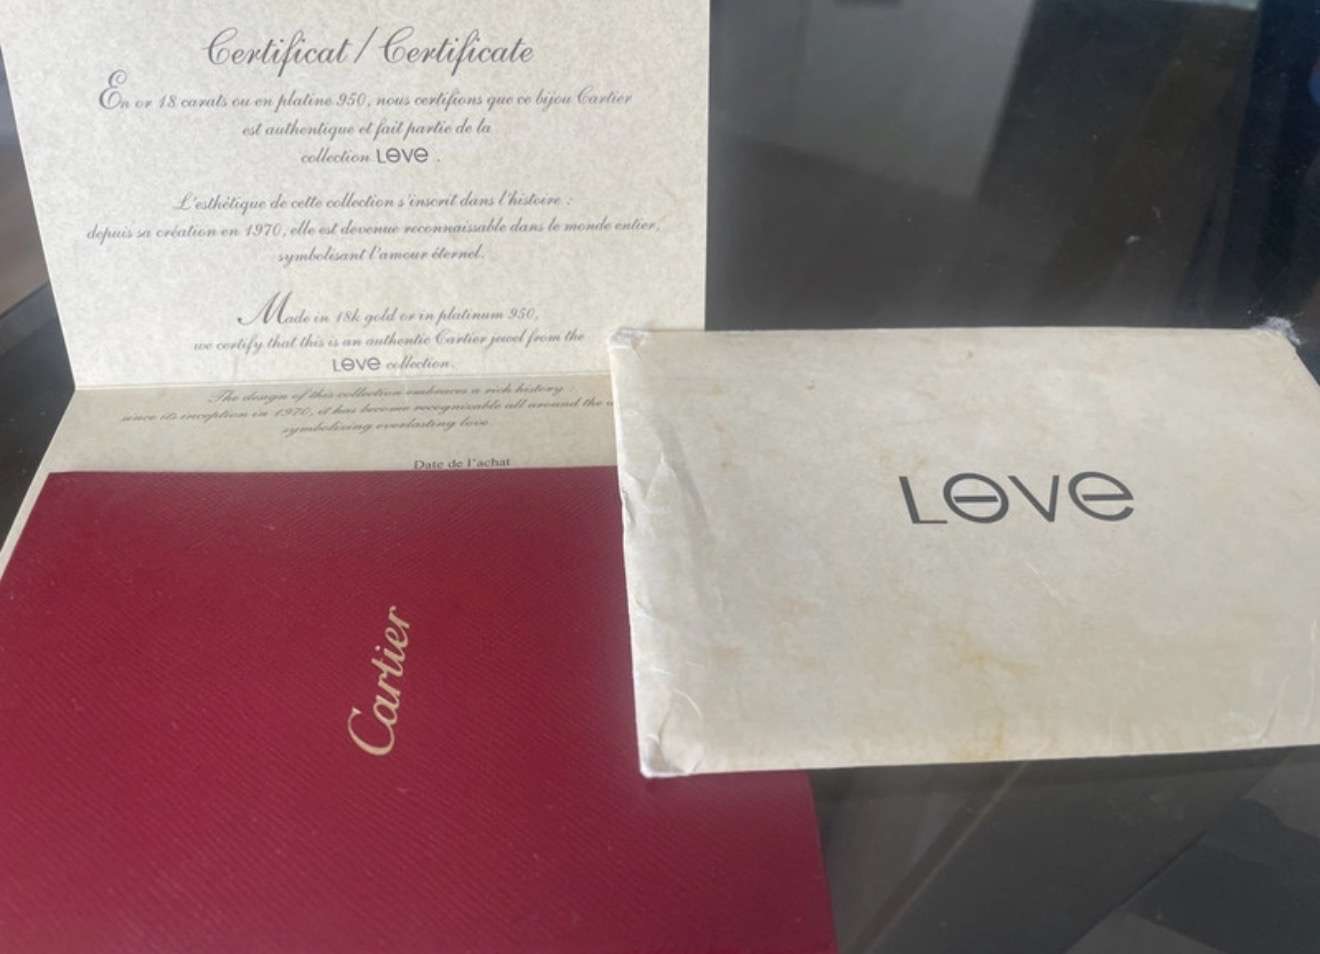 Certificat / Certificate
En or 18 carats ou en platine 950, nous certifions que ce bijou Cartier
est authentique et fait partie de la
collection LOVE .
L'esthétique de cette collection s'inscrit dans l'histoire :
depuis sa création en 1970, elle est devenue reconnaissable dans le monde entier,
symbolisant l'amour éternel.
Made in 18k gold or in platinum 950,
we certify that this is an authentic Cartier jewel from the
LOVE collection.
The design of this collection embraces a rich history :
since its inception in 1970, it has become recognizable all around the
symbolizing everlasting love.
Date de l'achat
Cartier
LOVE